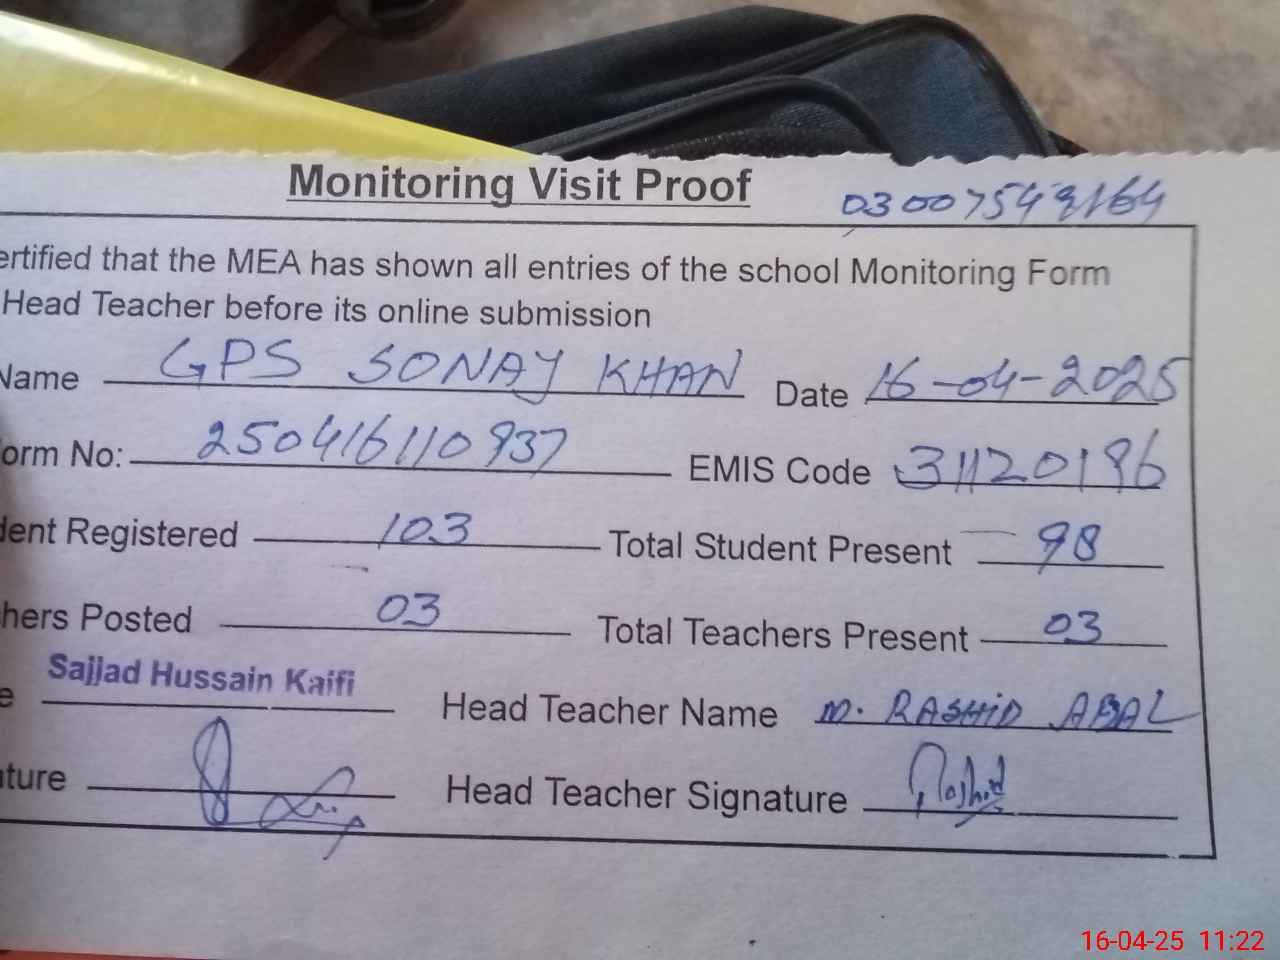 Monitoring Visit Proof 03007549164
ertified that the MEA has shown all entries of the school Monitoring Form
Head Teacher before its online submission
Name GPS SONAY KHAN Date 16-04-2025
orm No: 250416110937 EMIS Code 31120196
dent Registered 103 Total Student Present 98
hers Posted 03 Total Teachers Present 03
e Sajjad Hussain Kaifi Head Teacher Name M. RASHID
ture Head Teacher Signature Rashid
16-04-25 11:22